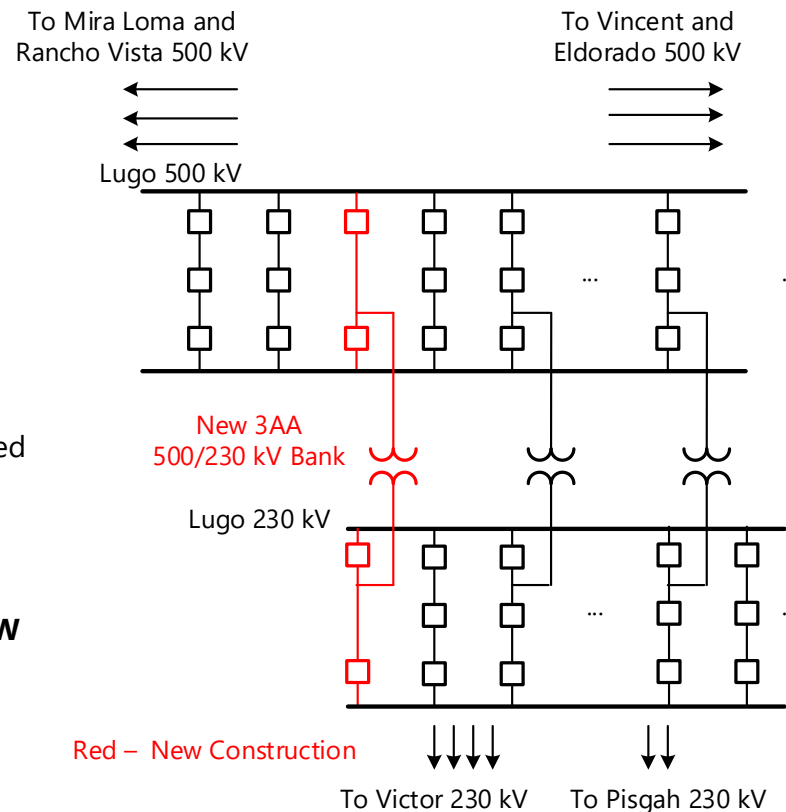 To Mira Loma and
Rancho Vista 500 kV
To Vincent and
Eldorado 500 kV
Lugo 500 kV
...
...
New 3AA
500/230 kV Bank
ed
Lugo 230 kV
...
W
Red – New Construction
To Victor 230 kV
To Pisgah 230 kV